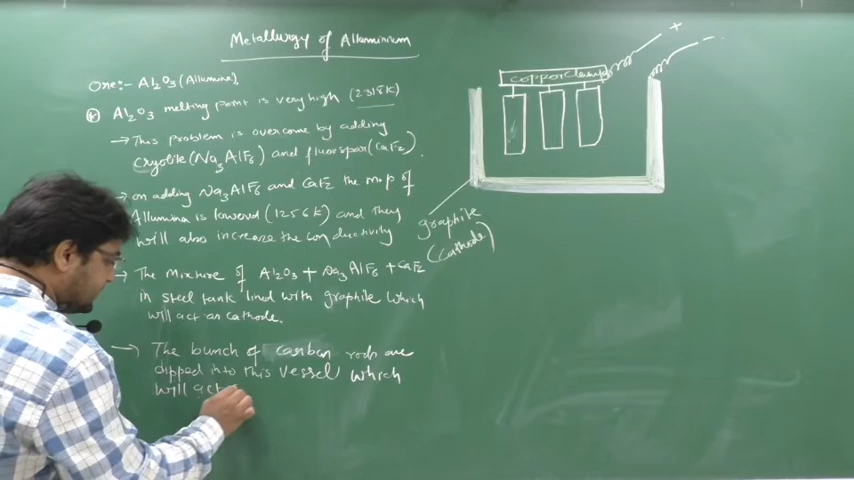 Metallurgy of Alluminium
One:- Al2O3 (Allumina),
* Al2O3 melting point is very high (2318K)
→ This problem is overcome by adding
cryolite (Na3AlF6) and fluorspar (CaF2).
→ on adding Na3AlF6 and CaF2 the m.p of
Allumina is lowered (1256K) and they
will also increase the conductivity
→ The Mixture of Al2O3 + Na3AlF6 + CaF2
in steel tank lined with graphite which
will act an cathode.
→ The bunch of carbon rods are
dipped into this vessel which
will act
copper clamp
+
-
graphite
(cathode)